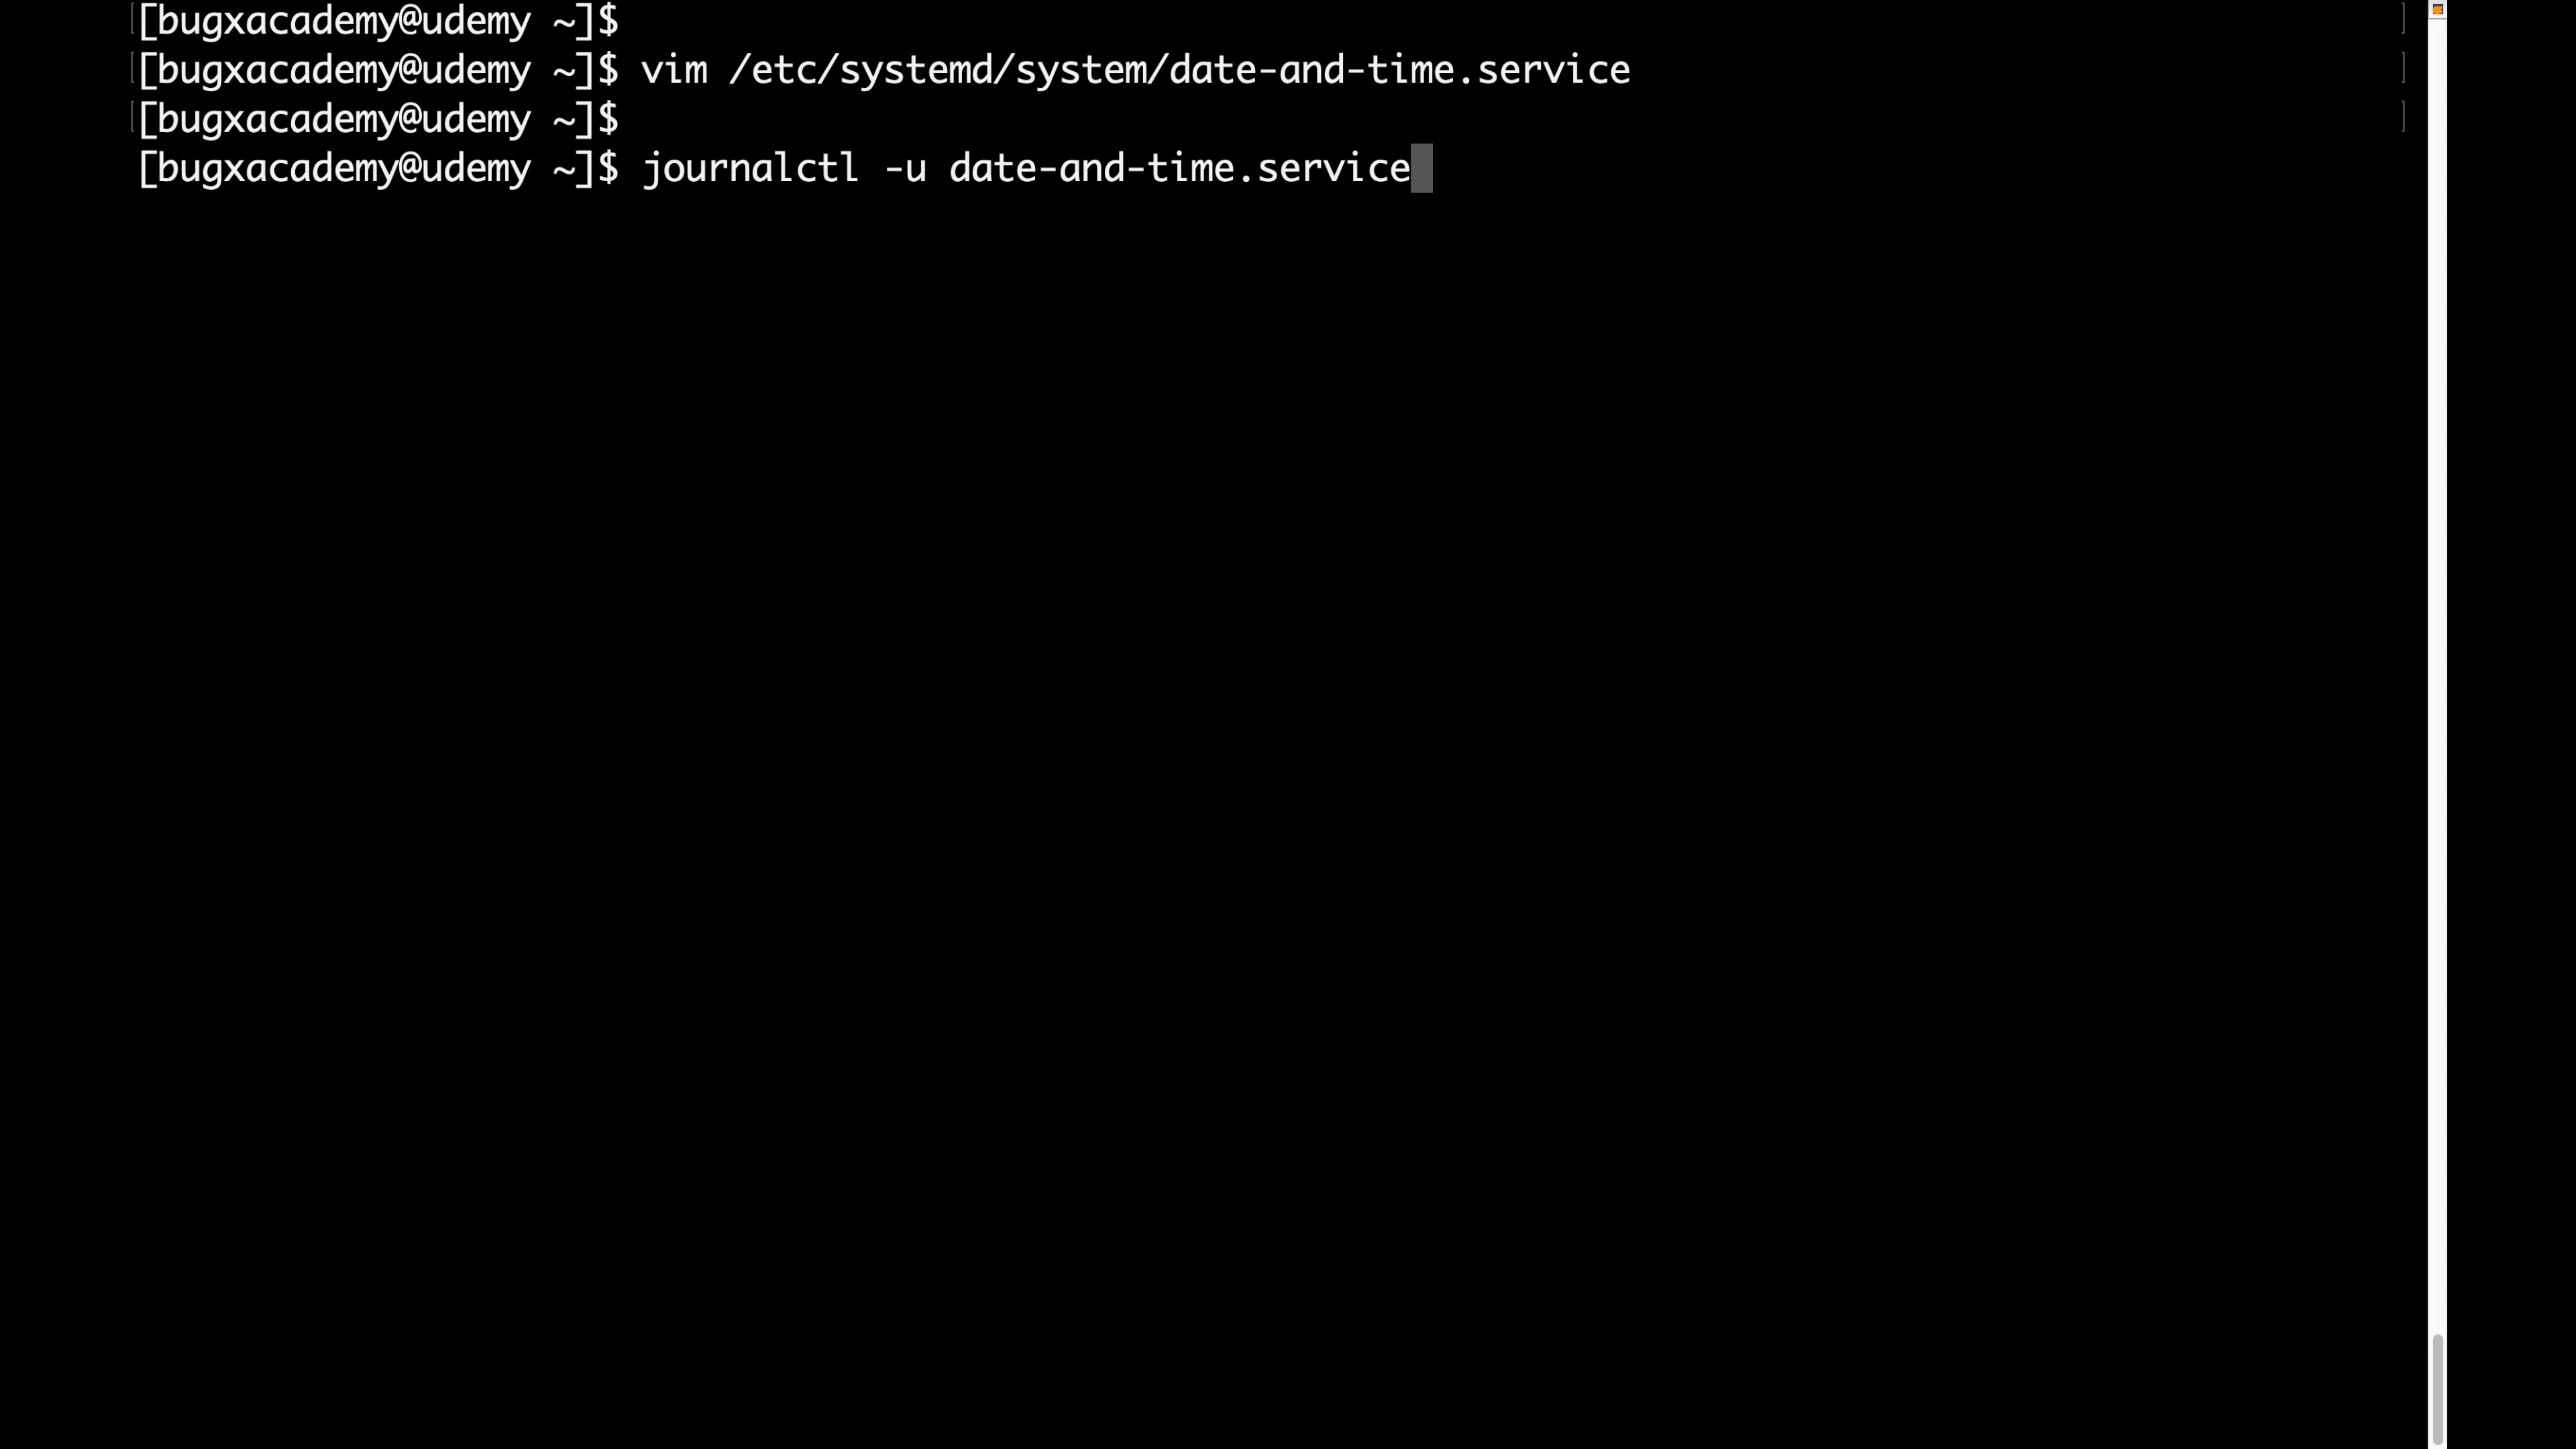 [bugxacademy@udemy ~]$
[bugxacademy@udemy ~]$ vim /etc/systemd/system/date-and-time.service
[bugxacademy@udemy ~]$
[bugxacademy@udemy ~]$ journalctl -u date-and-time.service